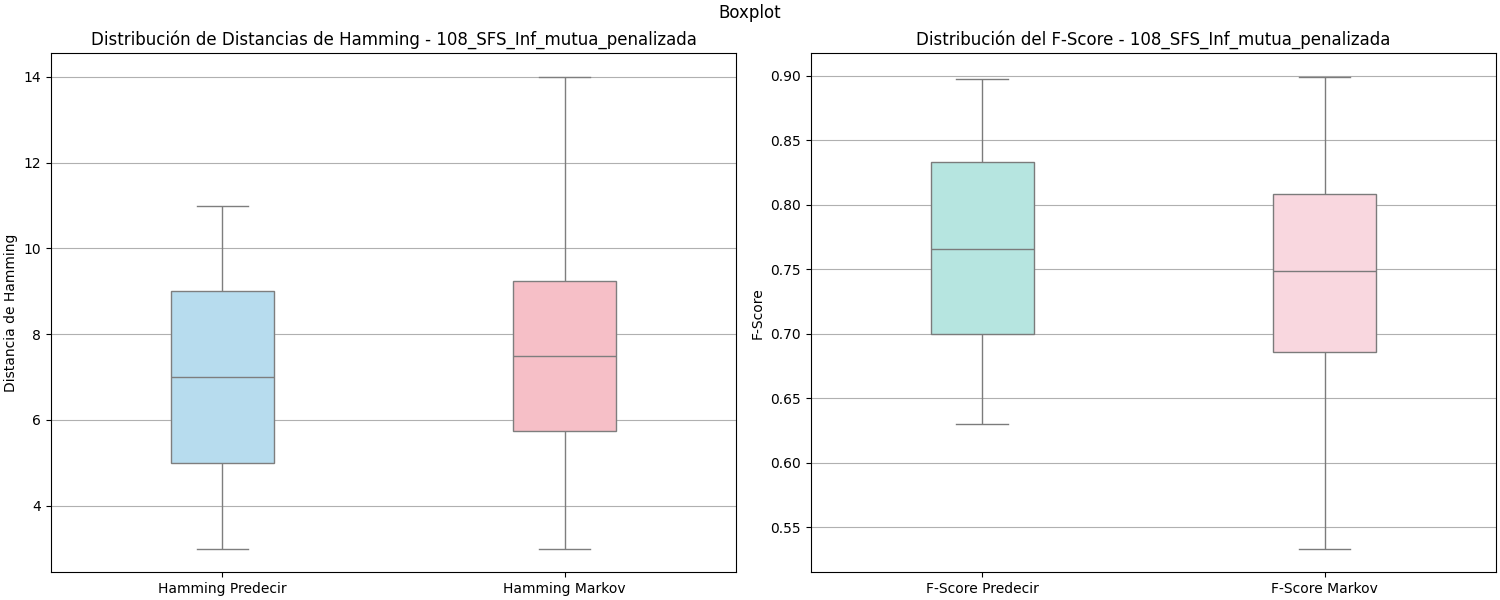 Boxplot
Distribución de Distancias de Hamming - 108_SFS_Inf_mutua_penalizada
Distancia de Hamming
14
12
10
8
6
4
Hamming Predecir
Hamming Markov
Distribución del F-Score - 108_SFS_Inf_mutua_penalizada
F-Score
0.90
0.85
0.80
0.75
0.70
0.65
0.60
0.55
F-Score Predecir
F-Score Markov